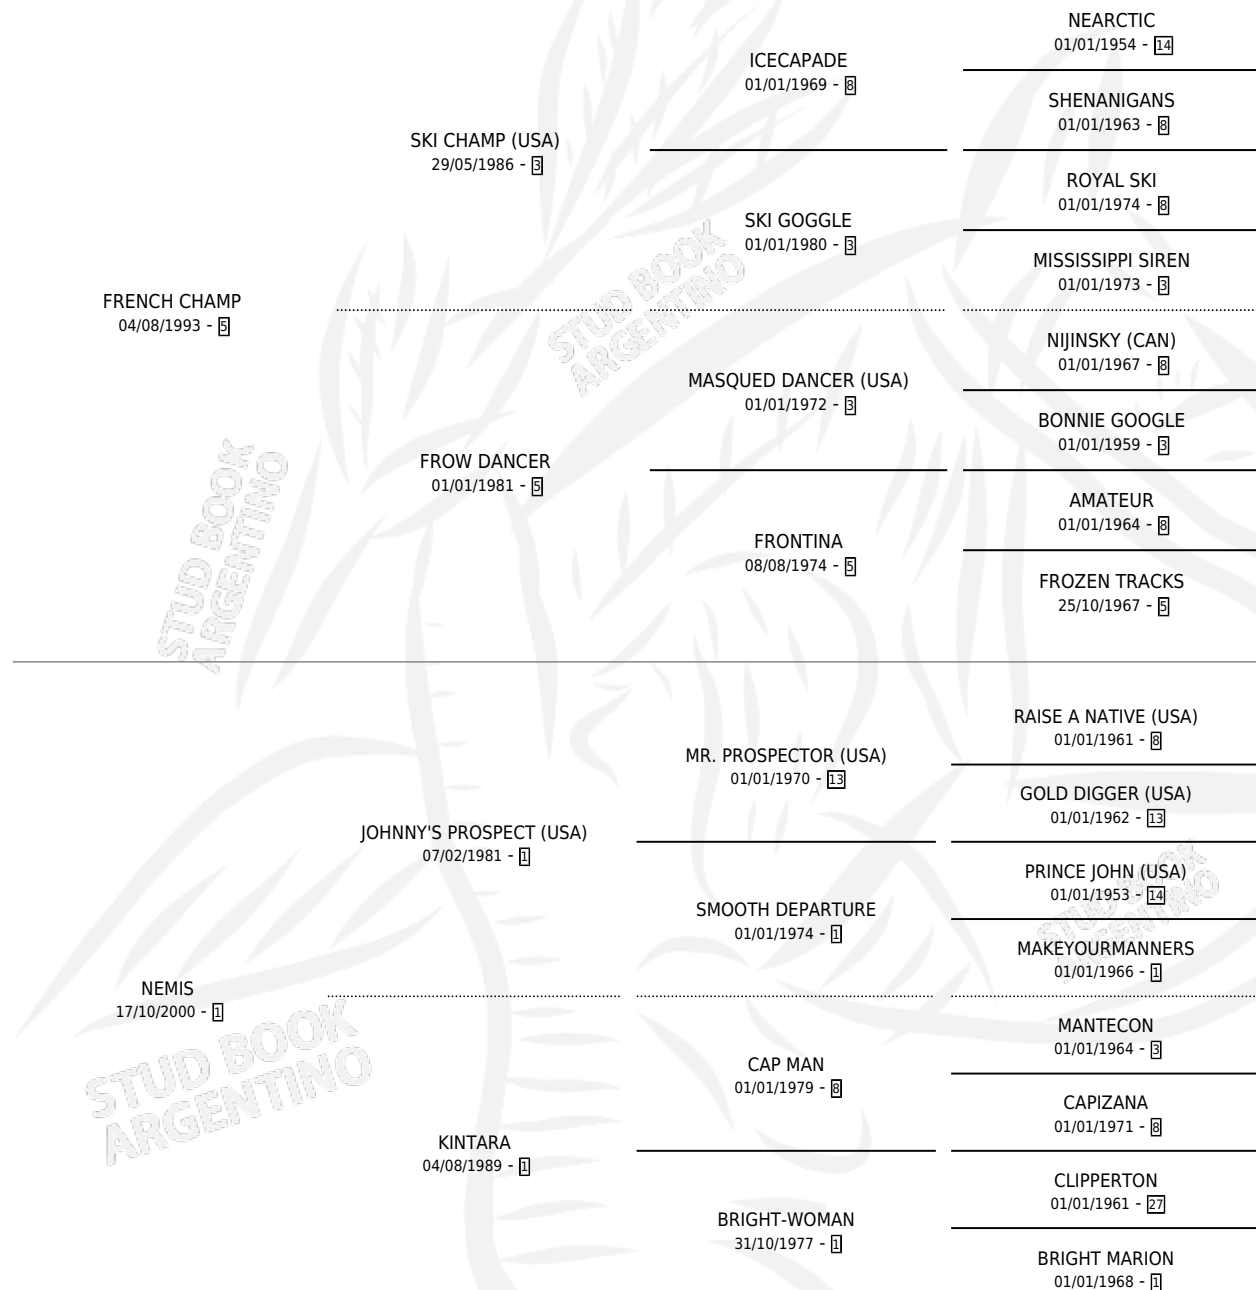 NEARCTIC
01/01/1954 - 14
ICECAPADE
01/01/1969 - 8
SHENANIGANS
01/01/1963 - 8
SKI CHAMP (USA)
29/05/1986 - 3
ROYAL SKI
01/01/1974 - 8
SKI GOGGLE
01/01/1980 - 3
MISSISSIPPI SIREN
01/01/1973 - 3
STUD BOOK
ARGENTINO
FRENCH CHAMP
04/08/1993 - 5
NIJINSKY (CAN)
01/01/1967 - 8
MASQUED DANCER (USA)
01/01/1972 - 3
BONNIE GOOGLE
01/01/1959 - 3
FROW DANCER
01/01/1981 - 5
AMATEUR
01/01/1964 - 8
FRONTINA
08/08/1974 - 5
FROZEN TRACKS
25/10/1967 - 5
STUD BOOK
ARGENTINO
RAISE A NATIVE (USA)
01/01/1961 - 8
MR. PROSPECTOR (USA)
01/01/1970 - 13
GOLD DIGGER (USA)
01/01/1962 - 13
JOHNNY'S PROSPECT (USA)
07/02/1981 - 1
PRINCE JOHN (USA)
01/01/1953 - 14
STUD BOOK
ARGENTINO
SMOOTH DEPARTURE
01/01/1974 - 1
MAKEYOURMANNERS
01/01/1966 - 1
NEMIS
17/10/2000 - 1
MANTECON
01/01/1964 - 3
CAP MAN
01/01/1979 - 8
CAPIZANA
01/01/1971 - 8
STUD BOOK
ARGENTINO
KINTARA
04/08/1989 - 1
CLIPPERTON
01/01/1961 - 27
BRIGHT-WOMAN
31/10/1977 - 1
BRIGHT MARION
01/01/1968 - 1